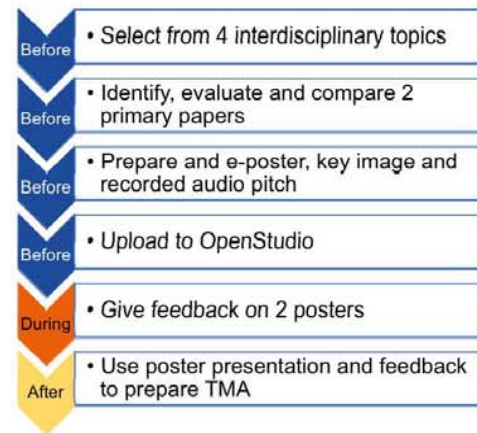 Before
• Select from 4 interdisciplinary topics
Before
• Identify, evaluate and compare 2
primary papers
Before
• Prepare and e-poster, key image and
recorded audio pitch
Before
• Upload to OpenStudio
During
• Give feedback on 2 posters
After
• Use poster presentation and feedback
to prepare TMA